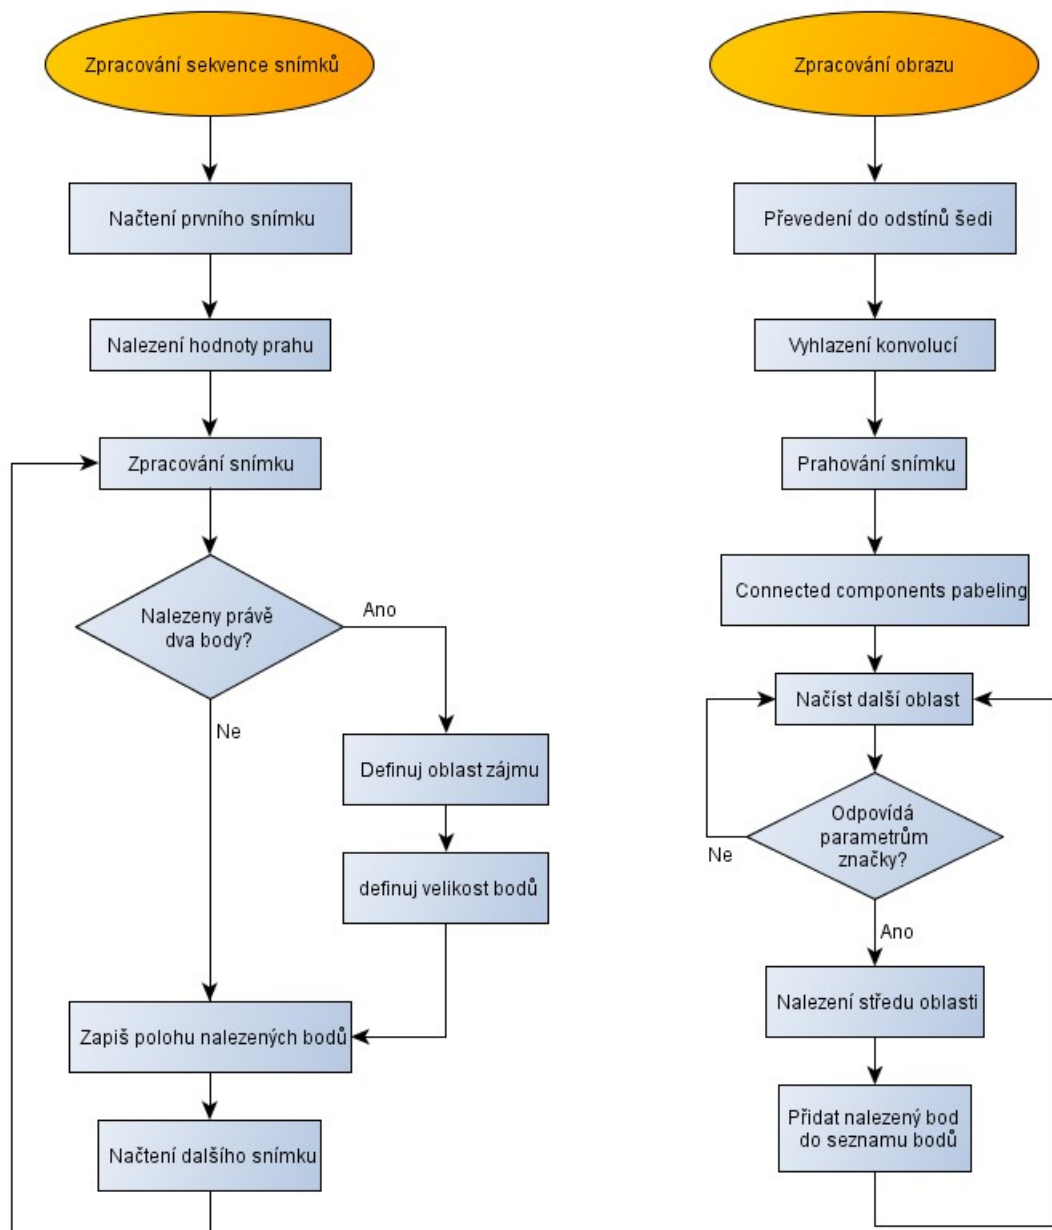 Zpracování sekvence snímků
Načtení prvního snímku
Nalezení hodnoty prahu
Zpracování snímku
Nalezeny právě
dva body?
Ano
Ne
Definuj oblast zájmu
definuj velikost bodů
Zapiš polohu nalezených bodů
Načtení dalšího snímku
Zpracování obrazu
Převedení do odstínů šedi
Vyhlazení konvolucí
Prahování snímku
Connected components pabeling
Načíst další oblast
Odpovídá
parametrům
značky?
Ne
Ano
Nalezení středu oblasti
Přidat nalezený bod
do seznamu bodů